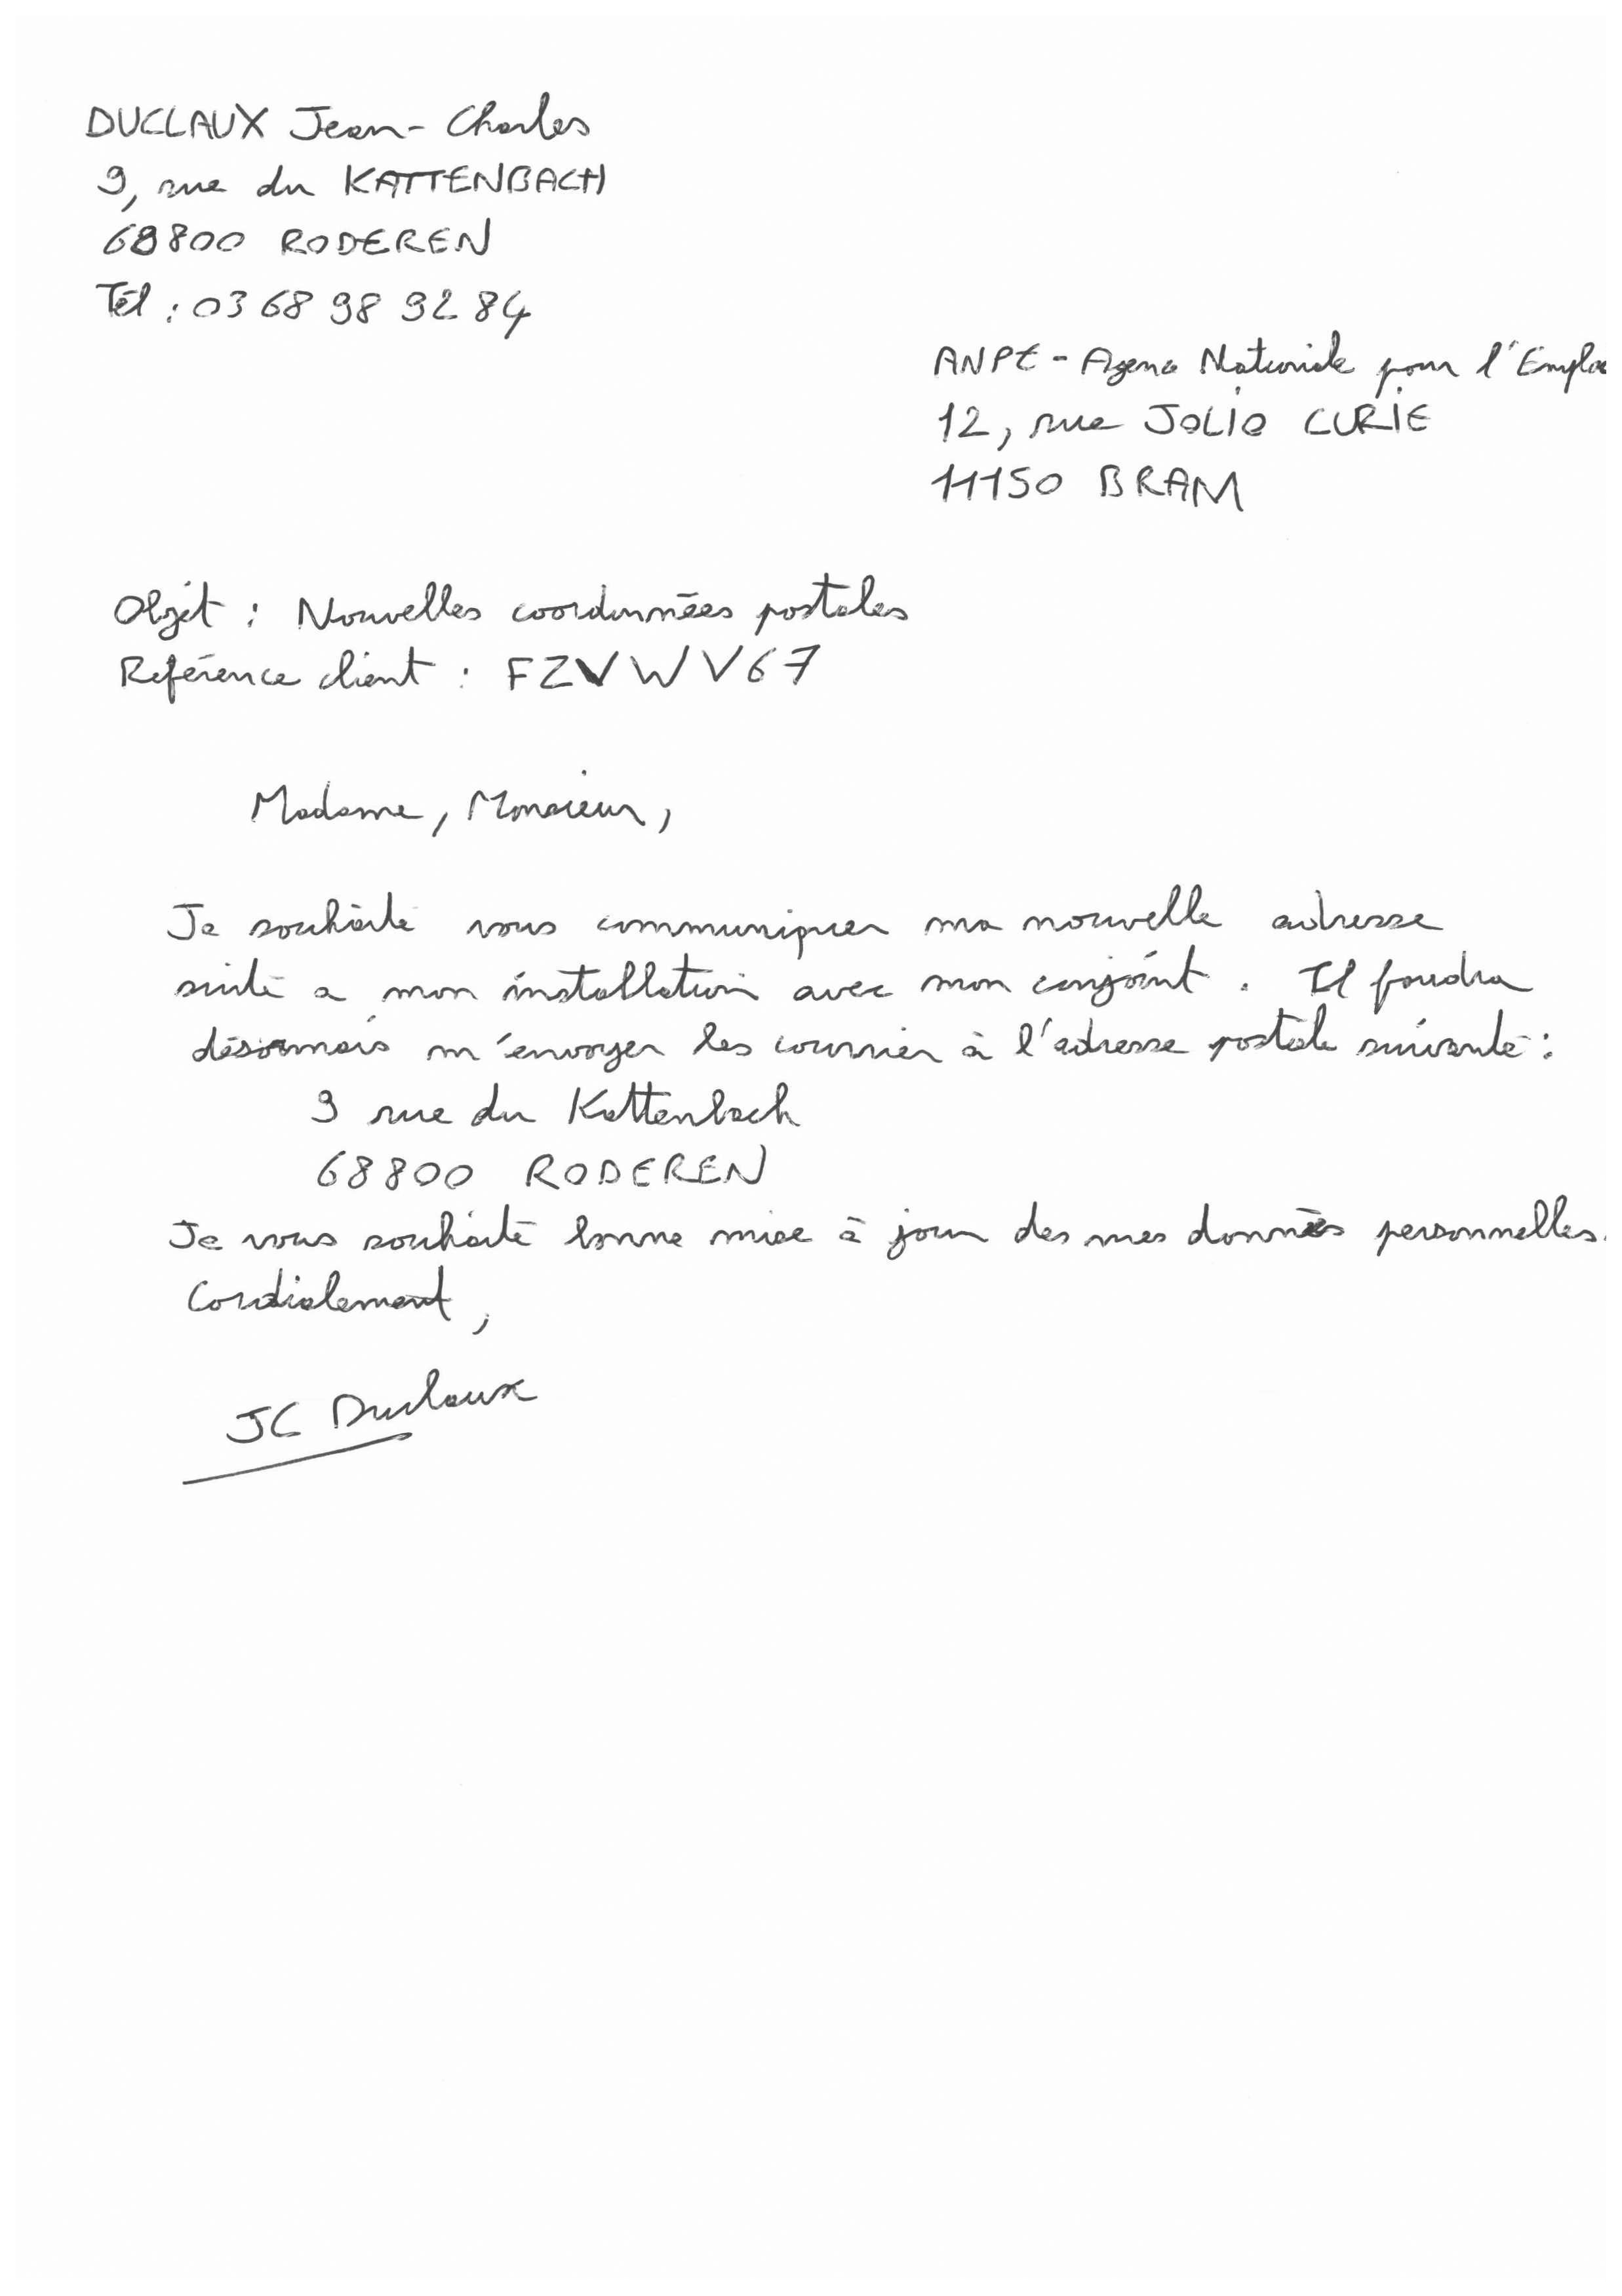 DUCLAUX Jean-Charles
9, rue du KATTENBACH
68800 RODEREN
Tél : 03 68 98 92 84
ANPE - Agence Nationale pour l'Emploi
12, rue JOLIO CURIE
11150 BRAM
Objet : Nouvelles coordonnées postales
Reférence client : FZVWV67
Madame, Monsieur,
Je souhaite vous communiquer ma nouvelle adresse
suite a mon installation avec mon conjoint. Il faudra
désormais m'envoyer les courrier à l'adresse postale suivante :
9 rue du Kattenbach
68800 RODEREN
Je vous souhaite bonne mise à jour des mes données personnelles.
Cordialement,
JC Duclaux